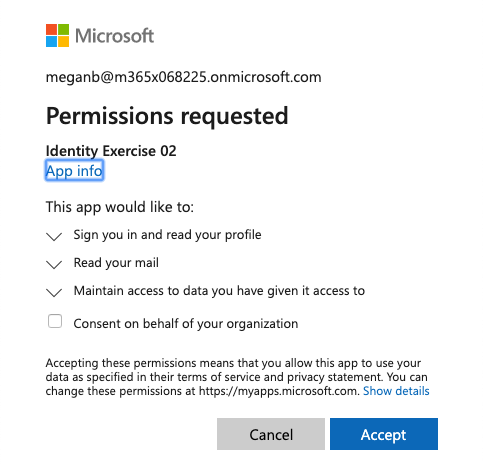 Microsoft
meganb@m365x068225.onmicrosoft.com
Permissions requested
Identity Exercise 02
App info
This app would like to:
Sign you in and read your profile
Read your mail
Maintain access to data you have given it access to
Consent on behalf of your organization
Accepting these permissions means that you allow this app to use your
data as specified in their terms of service and privacy statement. You can
change these permissions at https://myapps.microsoft.com. Show details
Cancel
Accept